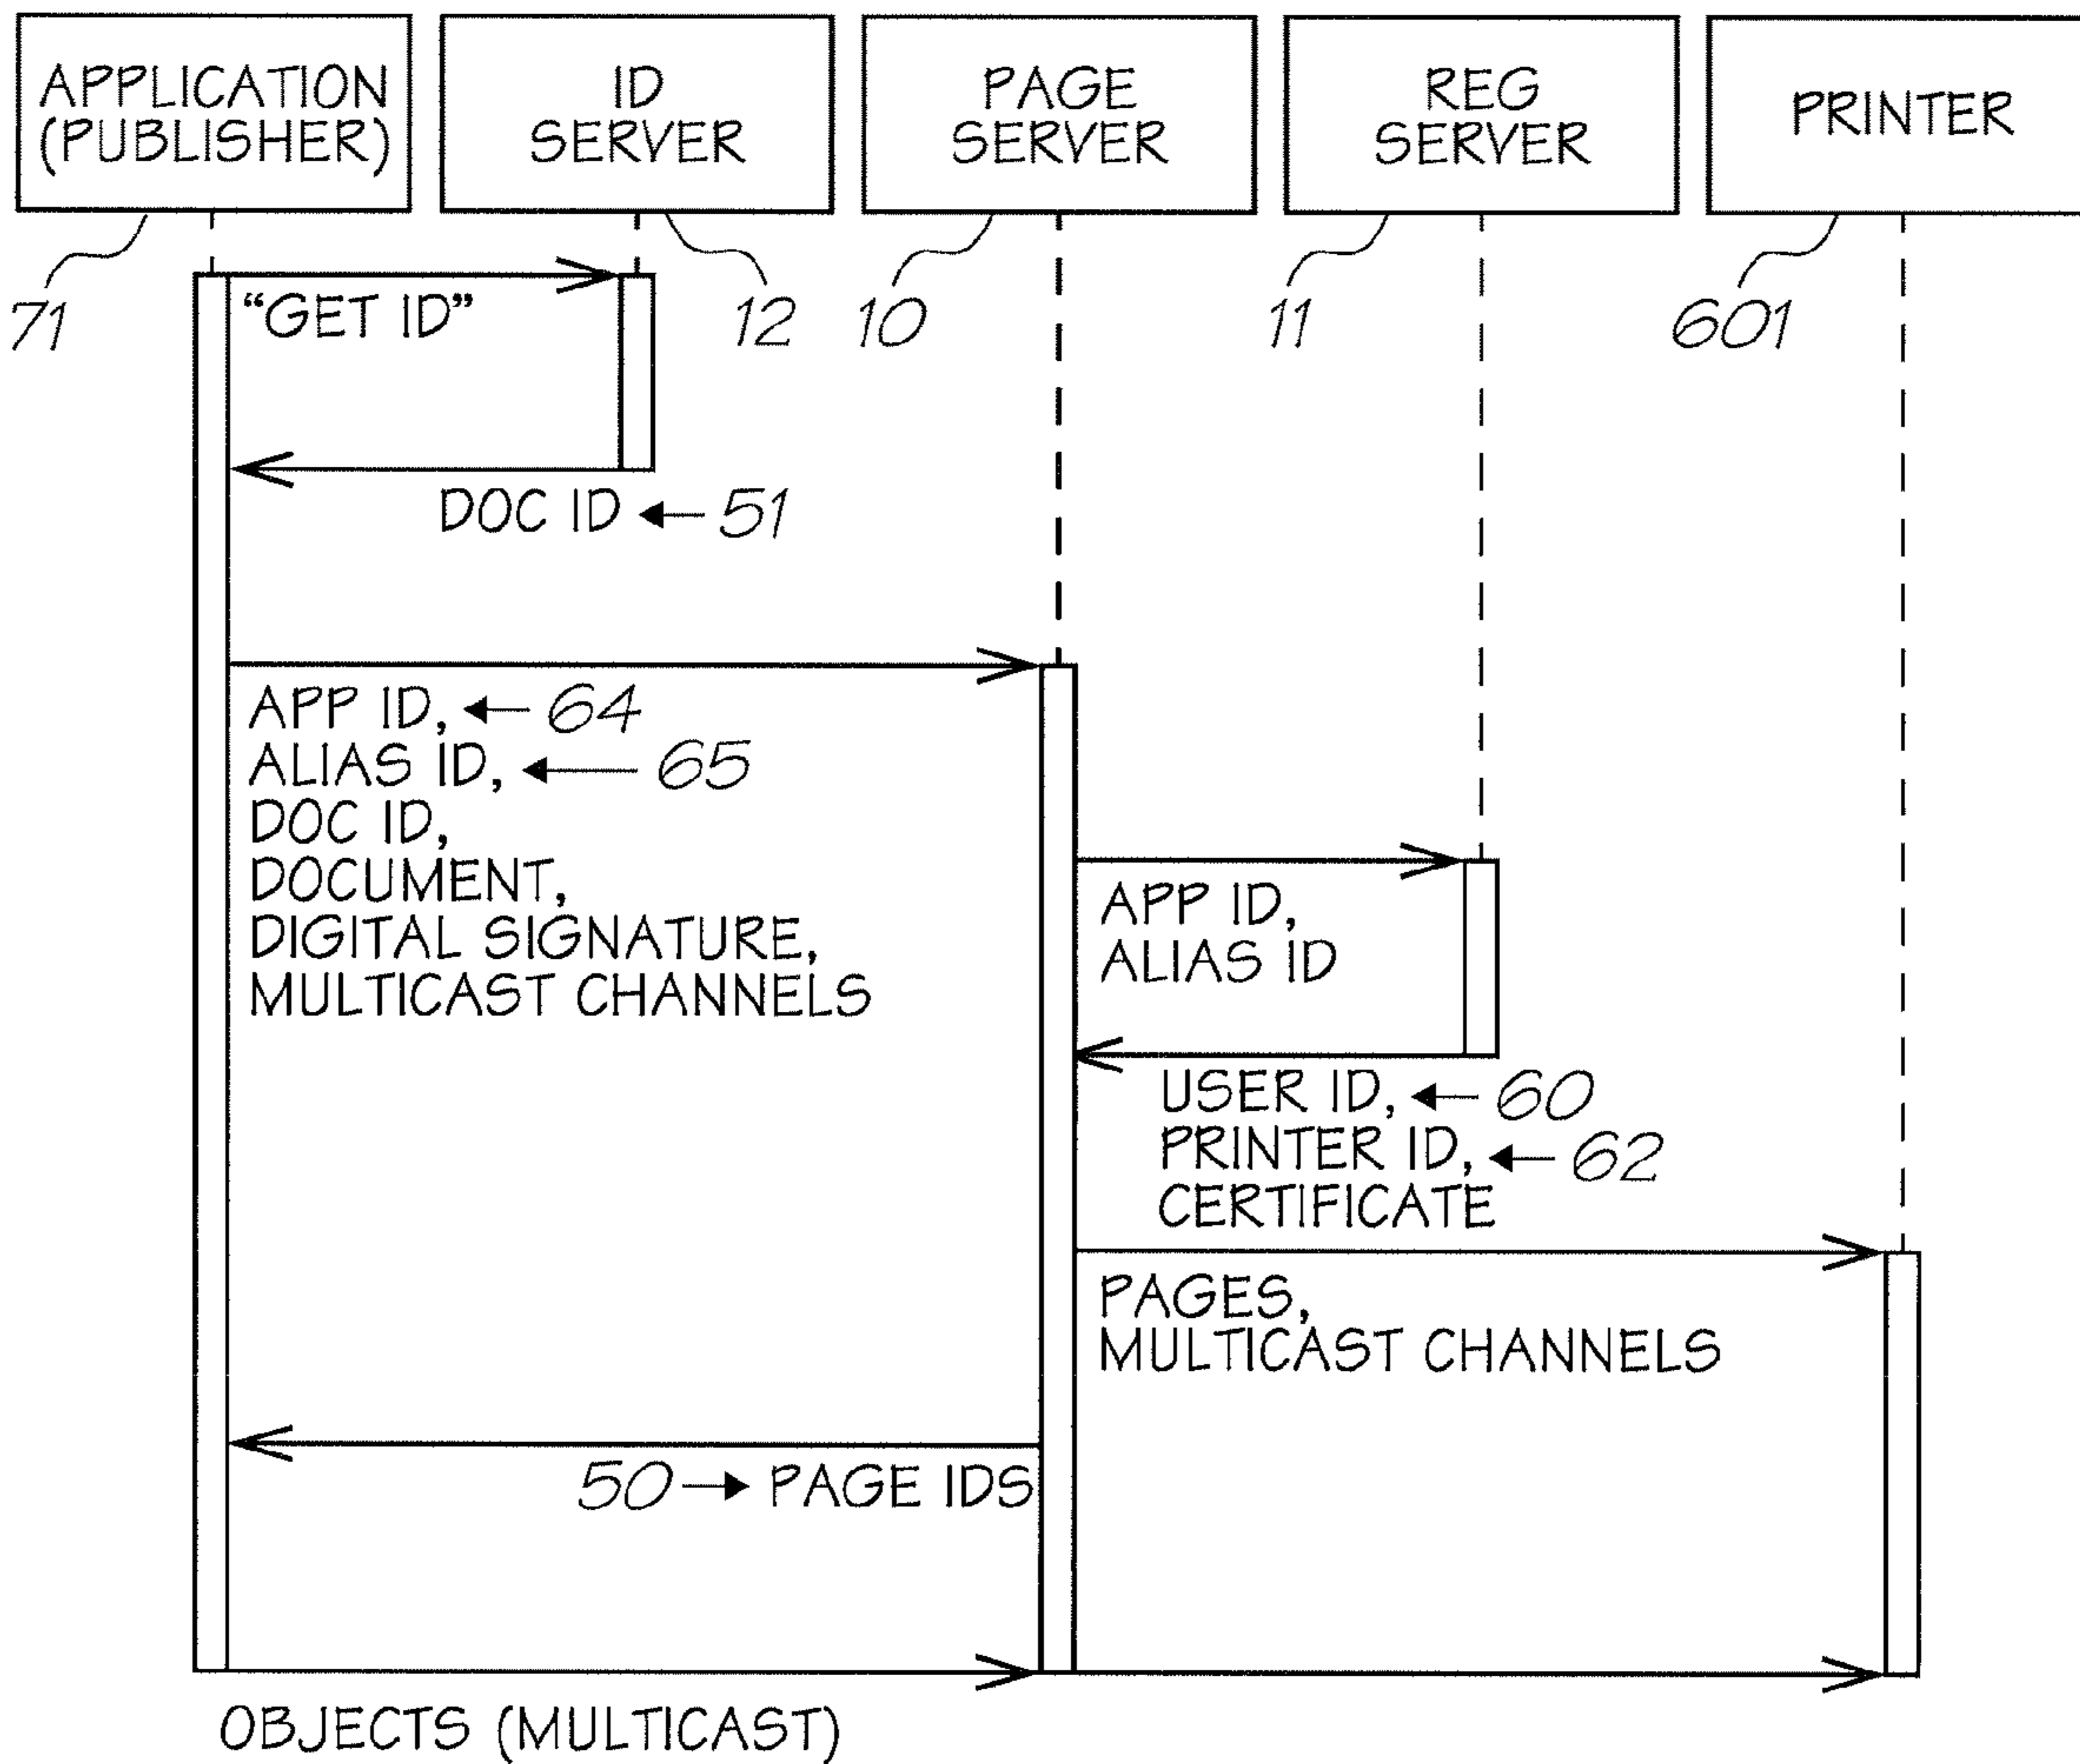 APPLICATION
(PUBLISHER)
ID
SERVER
PAGE
SERVER
REG
SERVER
PRINTER
71
12
10
11
601
“GET ID”
DOC ID 51
APP ID, 64
ALIAS ID, 65
DOC ID,
DOCUMENT,
DIGITAL SIGNATURE,
MULTICAST CHANNELS
APP ID,
ALIAS ID
USER ID, 60
PRINTER ID, 62
CERTIFICATE
PAGES,
MULTICAST CHANNELS
50 PAGE IDS
OBJECTS (MULTICAST)